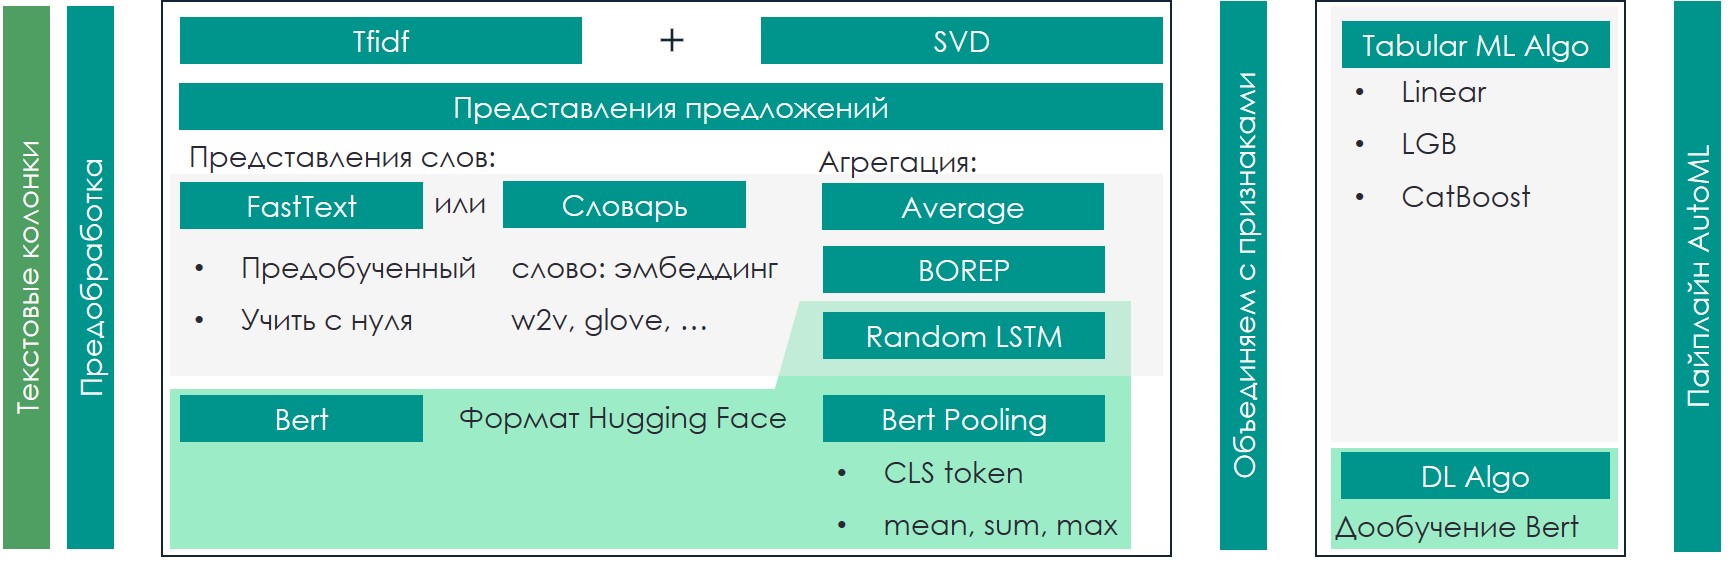 Текстовые колонки
Предобработка
Tfidf + SVD
Представления предложений
Представления слов:
FastText или Словарь
• Предобученный слово: эмбеддинг
• Учить с нуля w2v, glove, ...
Агрегация:
Average
BOREP
Random LSTM
Bert Формат Hugging Face Bert Pooling
• CLS token
• mean, sum, max
Объединяем с признаками
Tabular ML Algo
• Linear
• LGB
• CatBoost
DL Algo
Дообучение Bert
Пайплайн AutoML